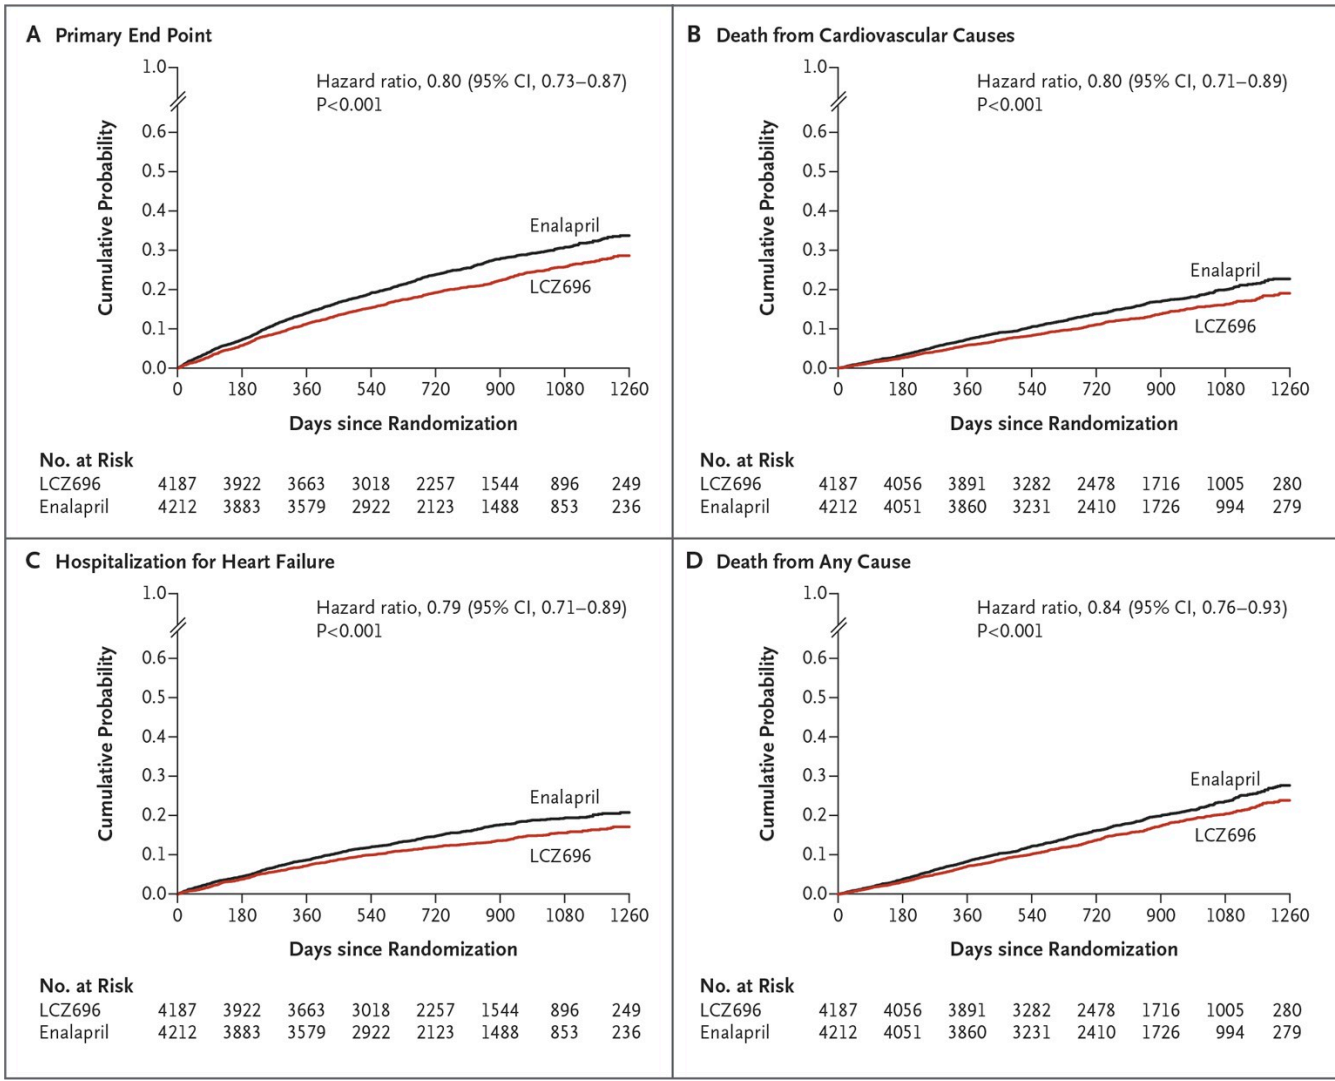 A Primary End Point
Hazard ratio, 0.80 (95% CI, 0.73–0.87)
P<0.001
Cumulative Probability
1.0
0.6
0.5
0.4
0.3
0.2
0.1
0.0
Enalapril
LCZ696
0 180 360 540 720 900 1080 1260
Days since Randomization
No. at Risk
LCZ696 4187 3922 3663 3018 2257 1544 896 249
Enalapril 4212 3883 3579 2922 2123 1488 853 236
B Death from Cardiovascular Causes
Hazard ratio, 0.80 (95% CI, 0.71–0.89)
P<0.001
Cumulative Probability
1.0
0.6
0.5
0.4
0.3
0.2
0.1
0.0
Enalapril
LCZ696
0 180 360 540 720 900 1080 1260
Days since Randomization
No. at Risk
LCZ696 4187 4056 3891 3282 2478 1716 1005 280
Enalapril 4212 4051 3860 3231 2410 1726 994 279
C Hospitalization for Heart Failure
Hazard ratio, 0.79 (95% CI, 0.71–0.89)
P<0.001
Cumulative Probability
1.0
0.6
0.5
0.4
0.3
0.2
0.1
0.0
Enalapril
LCZ696
0 180 360 540 720 900 1080 1260
Days since Randomization
No. at Risk
LCZ696 4187 3922 3663 3018 2257 1544 896 249
Enalapril 4212 3883 3579 2922 2123 1488 853 236
D Death from Any Cause
Hazard ratio, 0.84 (95% CI, 0.76–0.93)
P<0.001
Cumulative Probability
1.0
0.6
0.5
0.4
0.3
0.2
0.1
0.0
Enalapril
LCZ696
0 180 360 540 720 900 1080 1260
Days since Randomization
No. at Risk
LCZ696 4187 4056 3891 3282 2478 1716 1005 280
Enalapril 4212 4051 3860 3231 2410 1726 994 279